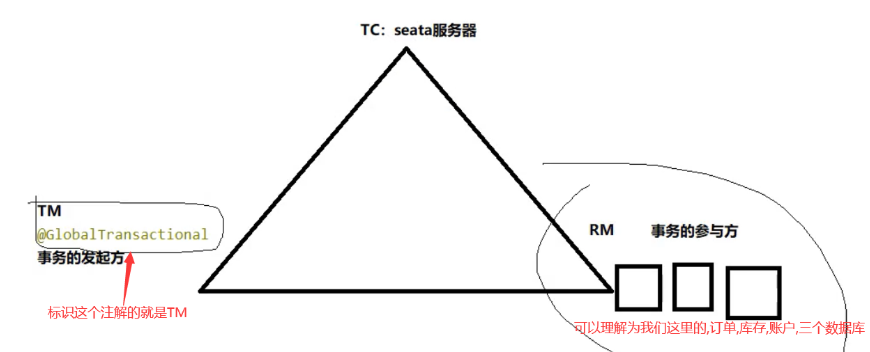 TC：seata服务器
TM
@GlobalTransactional
事务的发起方
标识这个注解的就是TM
RM 事务的参与方
可以理解为我们这里的,订单,库存,账户,三个数据库